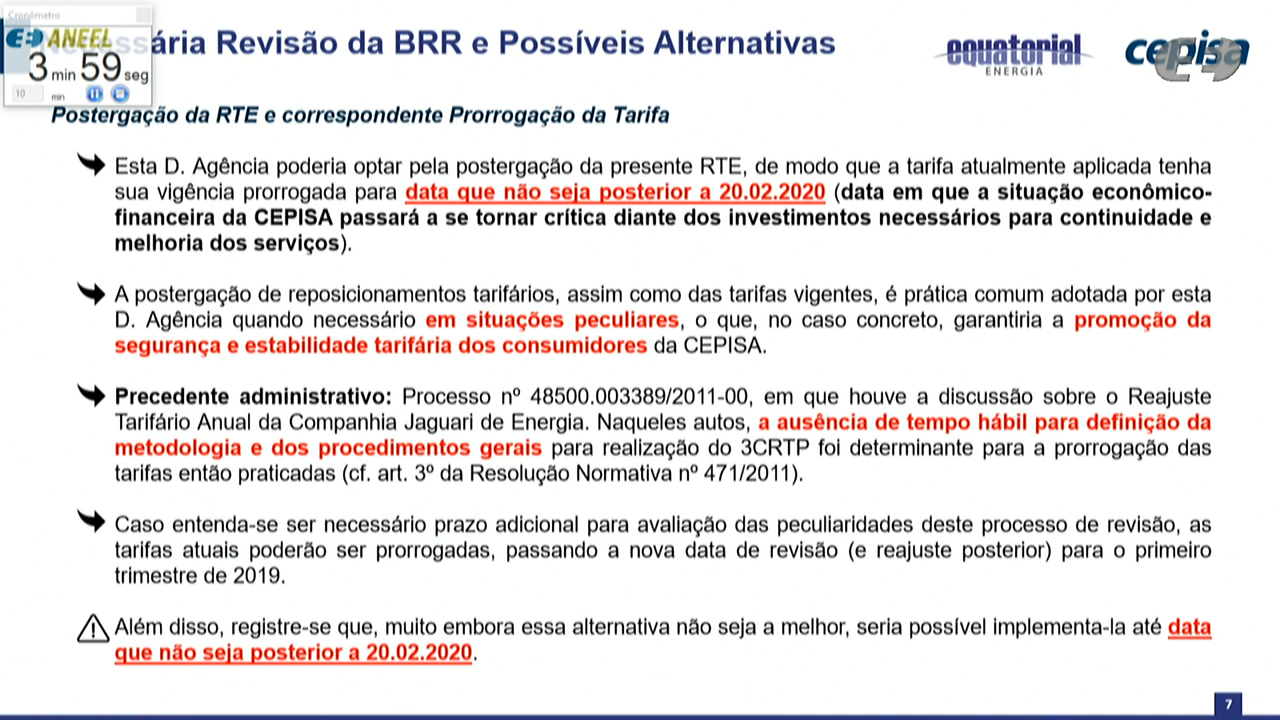 Cronômetro
ANEEL
3 min 59 seg
10 min
ária Revisão da BRR e Possíveis Alternativas
equatorial
ENERGIA
cepisa
Postergação da RTE e correspondente Prorrogação da Tarifa
Esta D. Agência poderia optar pela postergação da presente RTE, de modo que a tarifa atualmente aplicada tenha
sua vigência prorrogada para data que não seja posterior a 20.02.2020 (data em que a situação econômico-
financeira da CEPISA passará a se tornar crítica diante dos investimentos necessários para continuidade e
melhoria dos serviços).
A postergação de reposicionamentos tarifários, assim como das tarifas vigentes, é prática comum adotada por esta
D. Agência quando necessário em situações peculiares, o que, no caso concreto, garantiria a promoção da
segurança e estabilidade tarifária dos consumidores da CEPISA.
Precedente administrativo: Processo nº 48500.003389/2011-00, em que houve a discussão sobre o Reajuste
Tarifário Anual da Companhia Jaguari de Energia. Naqueles autos, a ausência de tempo hábil para definição da
metodologia e dos procedimentos gerais para realização do 3CRTP foi determinante para a prorrogação das
tarifas então praticadas (cf. art. 3º da Resolução Normativa nº 471/2011).
Caso entenda-se ser necessário prazo adicional para avaliação das peculiaridades deste processo de revisão, as
tarifas atuais poderão ser prorrogadas, passando a nova data de revisão (e reajuste posterior) para o primeiro
trimestre de 2019.
Além disso, registre-se que, muito embora essa alternativa não seja a melhor, seria possível implementa-la até data
que não seja posterior a 20.02.2020.
7